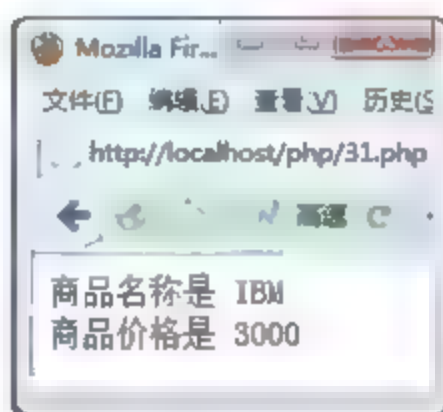 Mozilla Fir...
文件(F) 编辑(E) 查看(V) 历史(S
http://localhost/php/31.php
商品名称是 IBM
商品价格是 3000